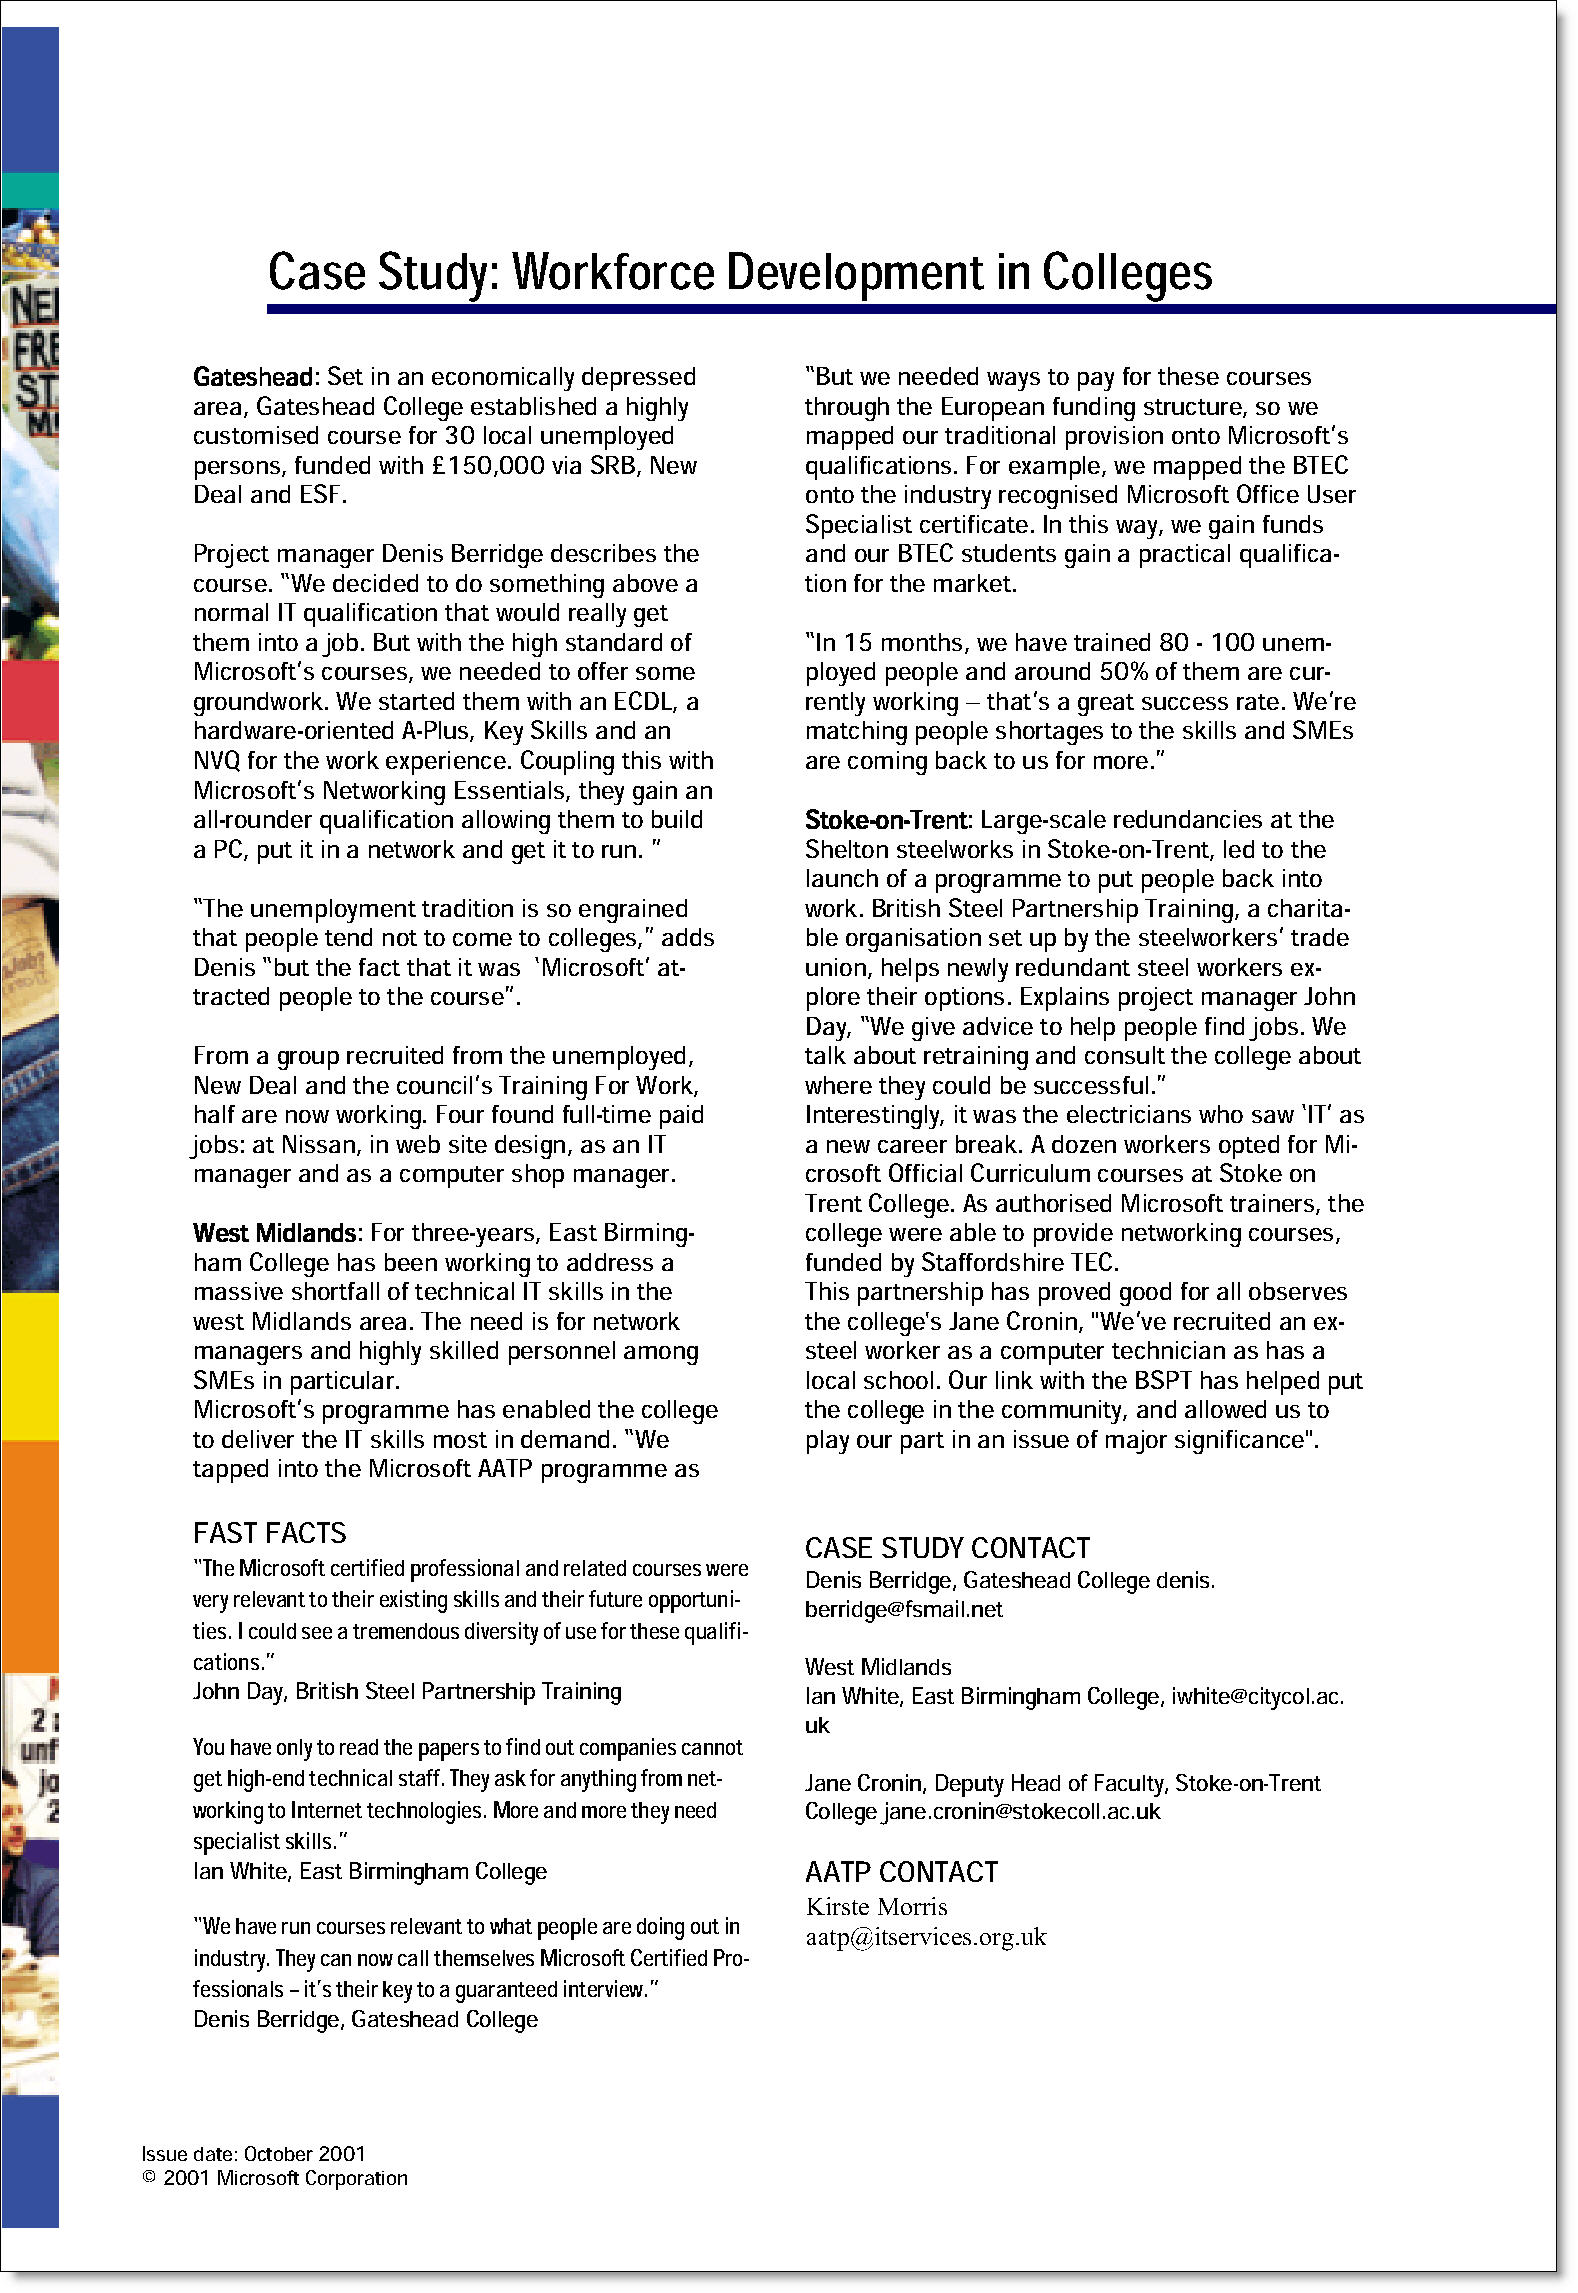 Case Study: Workforce Development in Colleges
Gateshead: Set in an economically depressed
area, Gateshead College established a highly
customised course for 30 local unemployed
persons, funded with £150,000 via SRB, New
Deal and ESF.
Project manager Denis Berridge describes the
course. “We decided to do something above a
normal IT qualification that would really get
them into a job. But with the high standard of
Microsoft’s courses, we needed to offer some
groundwork. We started them with an ECDL, a
hardware-oriented A-Plus, Key Skills and an
NVQ for the work experience. Coupling this with
Microsoft’s Networking Essentials, they gain an
all-rounder qualification allowing them to build
a PC, put it in a network and get it to run. ”
“The unemployment tradition is so engrained
that people tend not to come to colleges,” adds
Denis “but the fact that it was ‘Microsoft’ at-
tracted people to the course”.
From a group recruited from the unemployed,
New Deal and the council’s Training For Work,
half are now working. Four found full-time paid
jobs: at Nissan, in web site design, as an IT
manager and as a computer shop manager.
West Midlands: For three-years, East Birming-
ham College has been working to address a
massive shortfall of technical IT skills in the
west Midlands area. The need is for network
managers and highly skilled personnel among
SMEs in particular.
Microsoft’s programme has enabled the college
to deliver the IT skills most in demand. “We
tapped into the Microsoft AATP programme as
“But we needed ways to pay for these courses
through the European funding structure, so we
mapped our traditional provision onto Microsoft’s
qualifications. For example, we mapped the BTEC
onto the industry recognised Microsoft Office User
Specialist certificate. In this way, we gain funds
and our BTEC students gain a practical qualifica-
tion for the market.
“In 15 months, we have trained 80 - 100 unem-
ployed people and around 50% of them are cur-
rently working – that’s a great success rate. We’re
matching people shortages to the skills and SMEs
are coming back to us for more.”
Stoke-on-Trent: Large-scale redundancies at the
Shelton steelworks in Stoke-on-Trent, led to the
launch of a programme to put people back into
work. British Steel Partnership Training, a charita-
ble organisation set up by the steelworkers’ trade
union, helps newly redundant steel workers ex-
plore their options. Explains project manager John
Day, “We give advice to help people find jobs. We
talk about retraining and consult the college about
where they could be successful.”
Interestingly, it was the electricians who saw ‘IT’ as
a new career break. A dozen workers opted for Mi-
crosoft Official Curriculum courses at Stoke on
Trent College. As authorised Microsoft trainers, the
college were able to provide networking courses,
funded by Staffordshire TEC.
This partnership has proved good for all observes
the college's Jane Cronin, "We’ve recruited an ex-
steel worker as a computer technician as has a
local school. Our link with the BSPT has helped put
the college in the community, and allowed us to
play our part in an issue of major significance".
FAST FACTS
“The Microsoft certified professional and related courses were
very relevant to their existing skills and their future opportuni-
ties. I could see a tremendous diversity of use for these qualifi-
cations.”
John Day, British Steel Partnership Training
You have only to read the papers to find out companies cannot
get high-end technical staff. They ask for anything from net-
working to Internet technologies. More and more they need
specialist skills.”
Ian White, East Birmingham College
“We have run courses relevant to what people are doing out in
industry. They can now call themselves Microsoft Certified Pro-
fessionals – it’s their key to a guaranteed interview.”
Denis Berridge, Gateshead College
CASE STUDY CONTACT
Denis Berridge, Gateshead College denis.
berridge@fsmail.net
West Midlands
Ian White, East Birmingham College, iwhite@citycol.ac.
uk
Jane Cronin, Deputy Head of Faculty, Stoke-on-Trent
College jane.cronin@stokecoll.ac.uk
AATP CONTACT
Kirste Morris
aatp@itservices.org.uk
Issue date: October 2001
© 2001 Microsoft Corporation